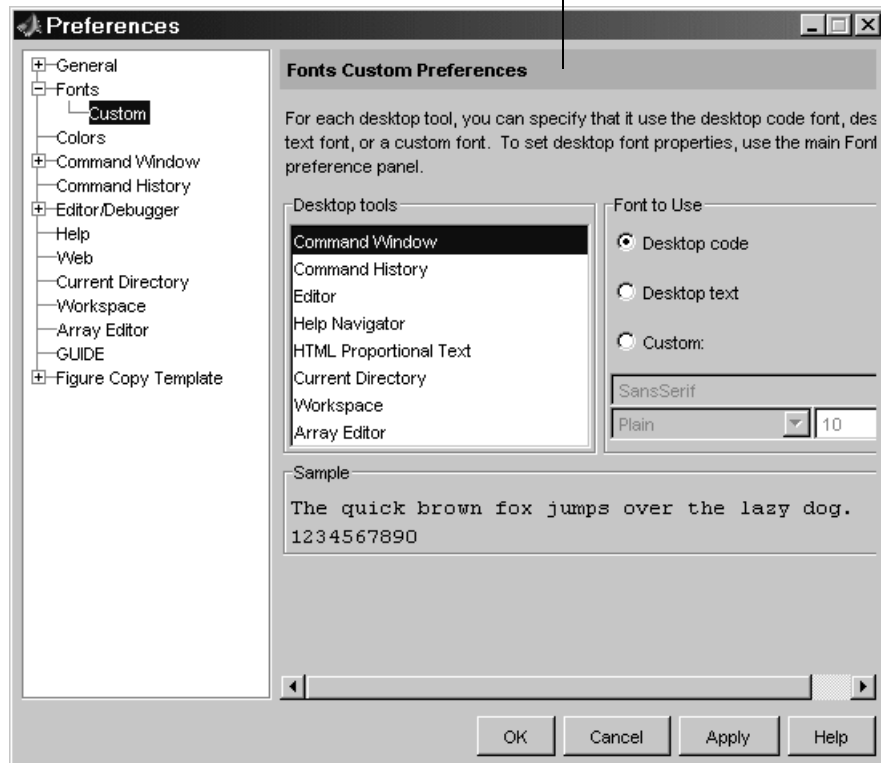 Preferences
General
Fonts
Custom
Colors
Command Window
Command History
Editor/Debugger
Help
Web
Current Directory
Workspace
Array Editor
GUIDE
Figure Copy Template
Fonts Custom Preferences
For each desktop tool, you can specify that it use the desktop code font, des
text font, or a custom font. To set desktop font properties, use the main Font
preference panel.
Desktop tools
Command Window
Command History
Editor
Help Navigator
HTML Proportional Text
Current Directory
Workspace
Array Editor
Font to Use
Desktop code
Desktop text
Custom:
SansSerif
Plain
10
Sample
The quick brown fox jumps over the lazy dog.
1234567890
OK
Cancel
Apply
Help